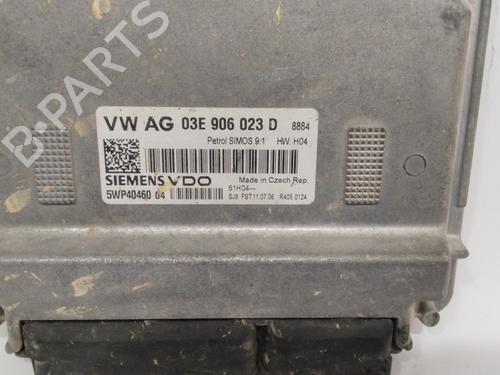 VW AG 03E 906 023 D 8884
Petrol SIMOS 9.1 HW: H04
SIEMENS VDO Made in Czech Rep.
5WP40460 04 61H04---
SJ8 FST11.07.06 R405 0124
B-PARTS